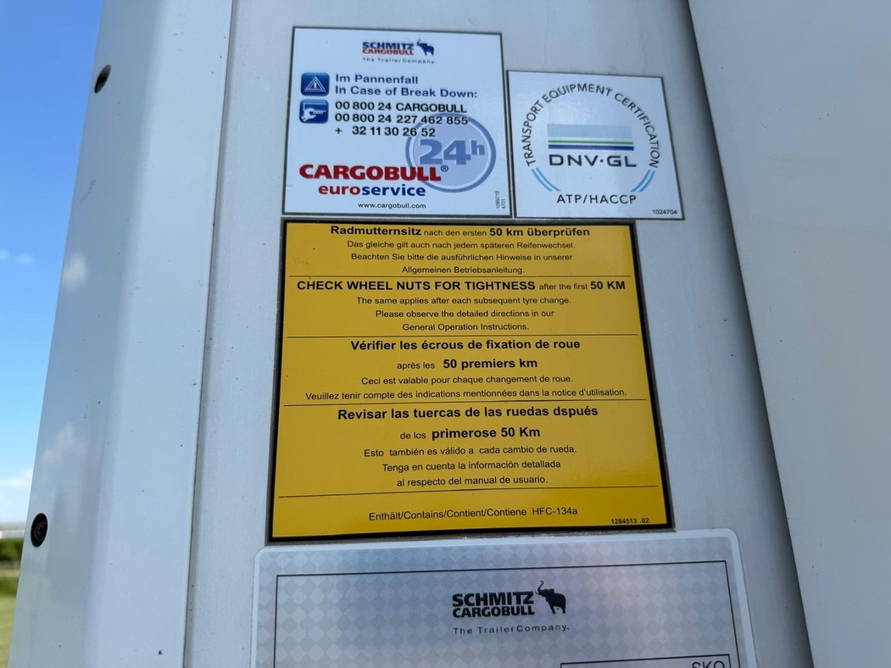 SCHMITZ
CARGOBULL
The TrailerCompany.
Im Pannenfall
In Case of Break Down:
00 800 24 CARGOBULL
00 800 24 227 462 855
+ 32 11 30 26 52
24h
CARGOBULL®
euroservice
www.cargobull.com
TRANSPORT EQUIPMENT CERTIFICATION
DNV·GL
ATP/HACCP
1024704
Radmutternsitz nach den ersten 50 km überprüfen
Das gleiche gilt auch nach jedem späteren Reifenwechsel.
Beachten Sie bitte die ausführlichen Hinweise in unserer
Allgemeinen Betriebsanleitung.
CHECK WHEEL NUTS FOR TIGHTNESS after the first 50 KM
The same applies after each subsequent tyre change.
Please observe the detailed directions in our
General Operation Instructions.
Vérifier les écrous de fixation de roue
après les 50 premiers km
Ceci est valable pour chaque changement de roue.
Veuillez tenir compte des indications mentionnées dans la notice d'utilisation.
Revisar las tuercas de las ruedas dspués
de los primerose 50 Km
Esto también es válido a cada cambio de rueda.
Tenga en cuenta la información detallada
al respecto del manual de usuario.
Enthält/Contains/Contient/Contiene HFC-134a
1284513 .02
SCHMITZ
CARGOBULL
The TrailerCompany.
SKO